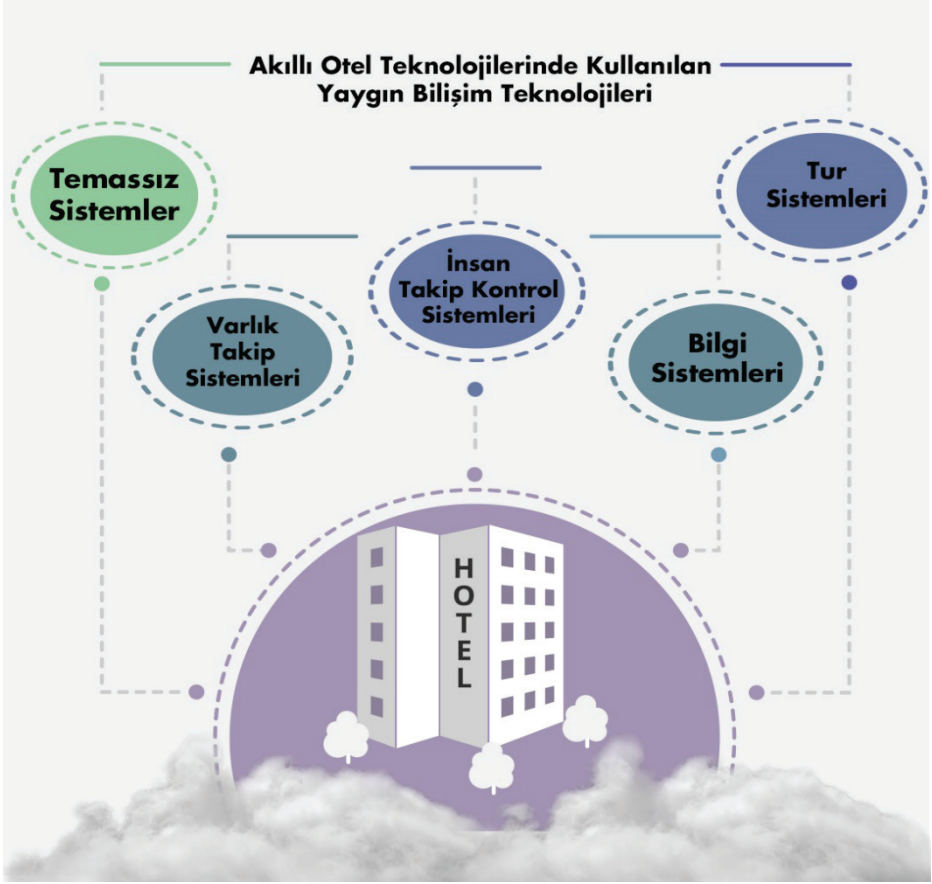 Akıllı Otel Teknolojilerinde Kullanılan
Yaygın Bilişim Teknolojileri
Temassız
Sistemler
Varlık
Takip
Sistemleri
İnsan
Takip Kontrol
Sistemleri
Bilgi
Sistemleri
Tur
Sistemleri
HOTEL